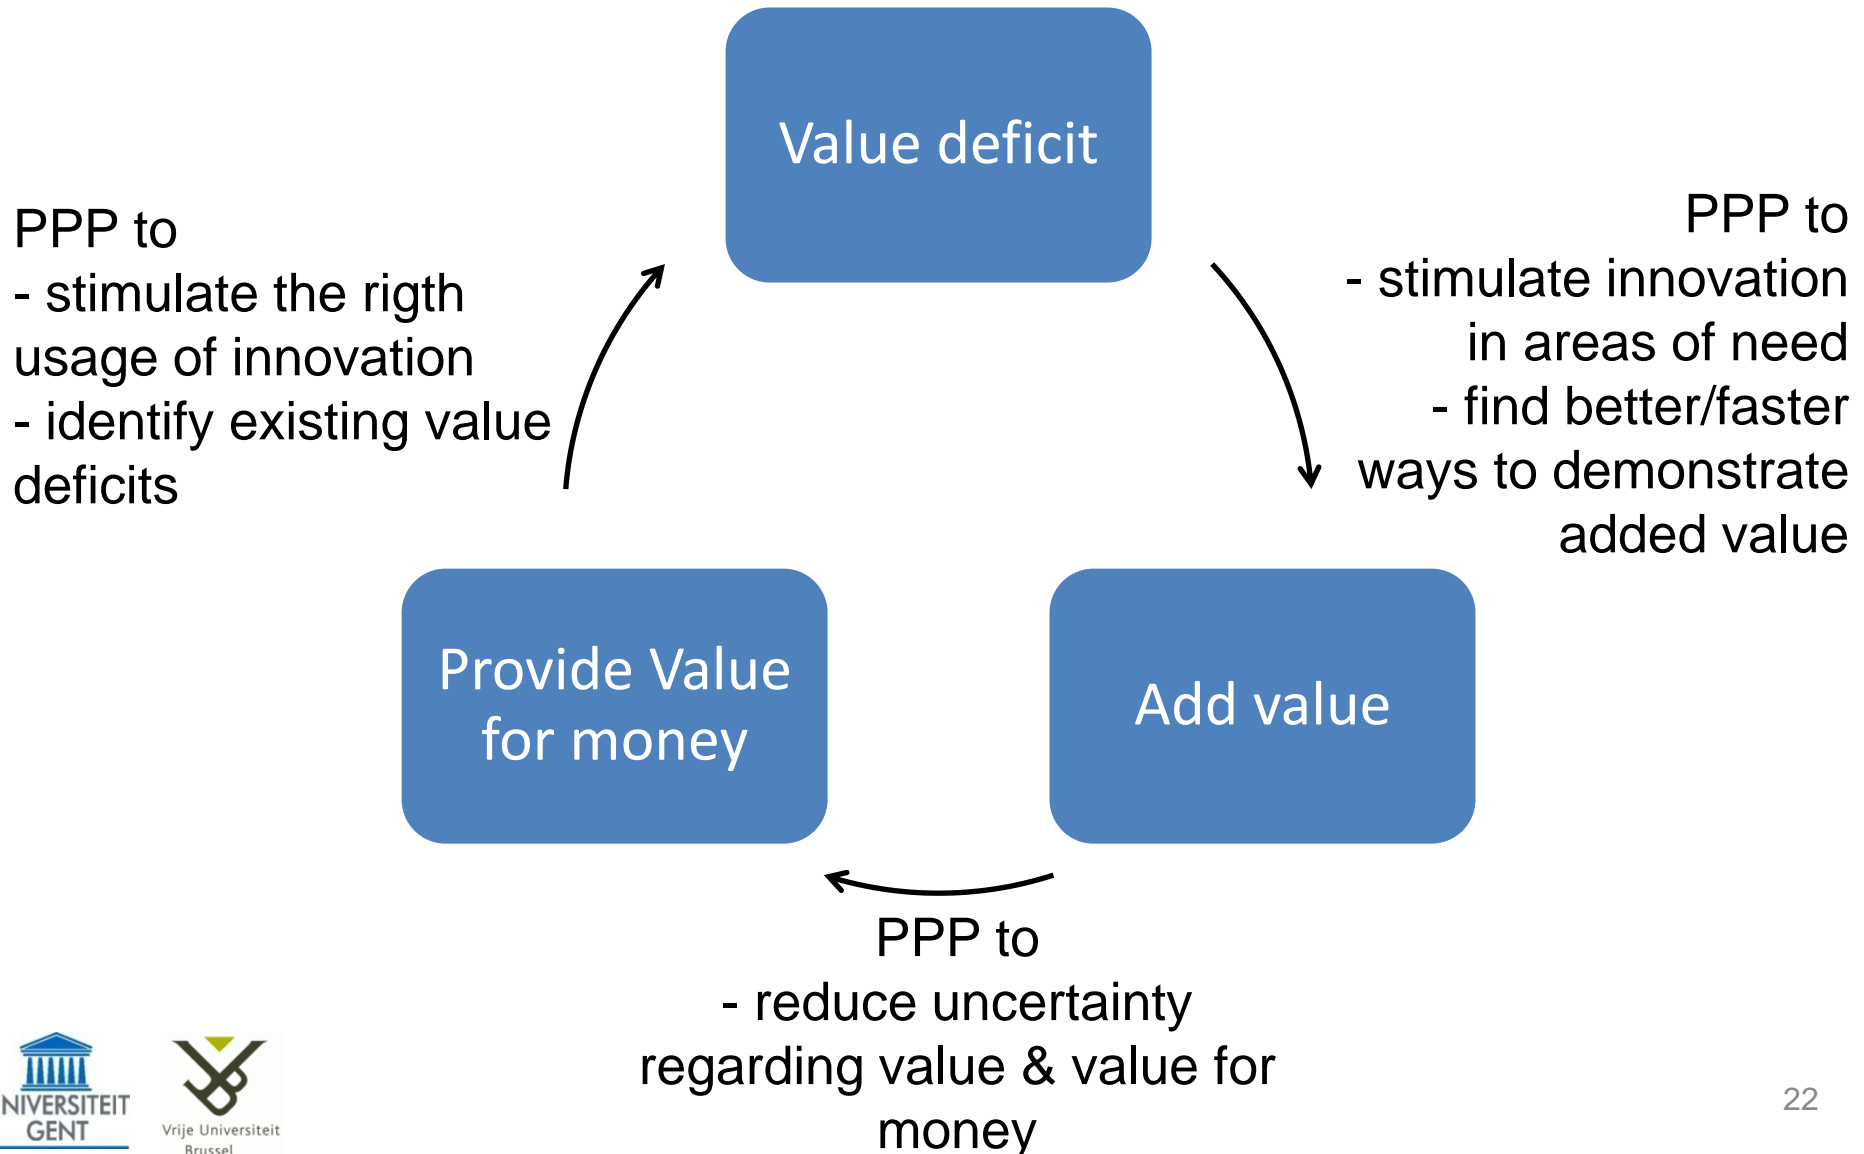 Value deficit
PPP to
- stimulate the rigth
usage of innovation
- identify existing value
deficits
PPP to
- stimulate innovation
in areas of need
- find better/faster
ways to demonstrate
added value
Provide Value
for money
Add value
PPP to
- reduce uncertainty
regarding value & value for
money
NIVERSITEIT
GENT
Vrije Universiteit
Brussel
22